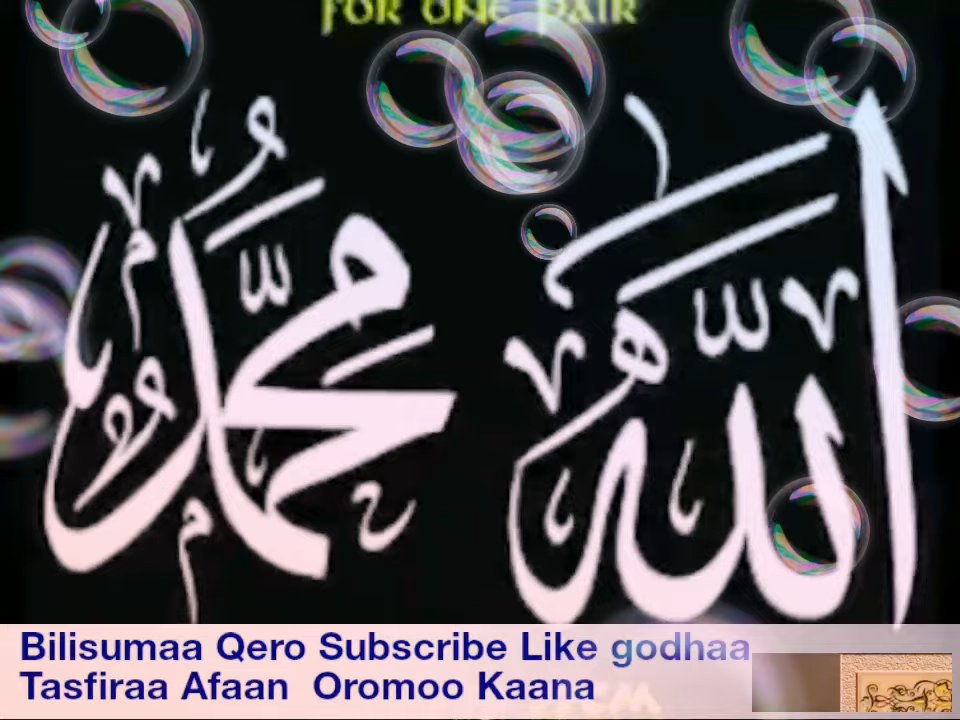 FOR ONE PAIR
الله محمد
Bilisumaa Qero Subscribe Like godhaa
Tasfiraa Afaan Oromoo Kaana